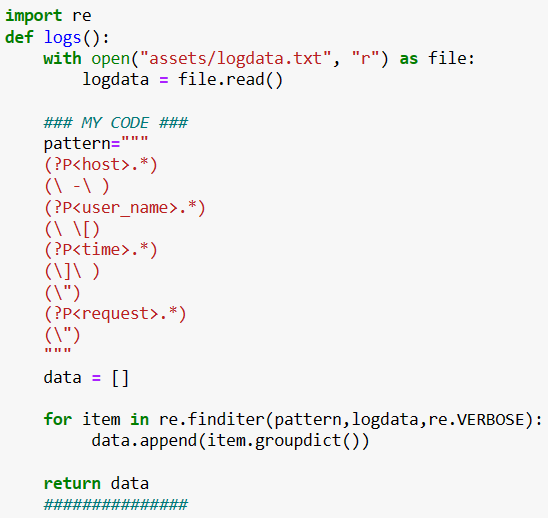 import re
def logs():
    with open("assets/logdata.txt", "r") as file:
        logdata = file.read()

    ### MY CODE ###
    pattern="""
    (?P<host>.*)
    (\ -\ )
    (?P<user_name>.*)
    (\ \[)
    (?P<time>.*)
    (\]\ )
    (\")
    (?P<request>.*)
    (\")
    """
    data = []

    for item in re.finditer(pattern,logdata,re.VERBOSE):
         data.append(item.groupdict())

    return data
    ###############